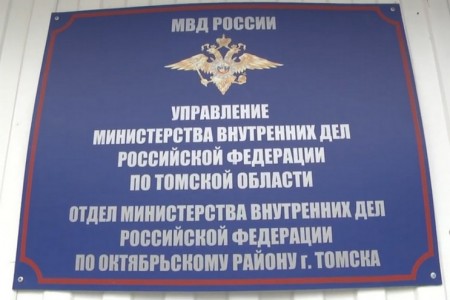 МВД РОССИИ
УПРАВЛЕНИЕ
МИНИСТЕРСТВА ВНУТРЕННИХ ДЕЛ
РОССИЙСКОЙ ФЕДЕРАЦИИ
ПО ТОМСКОЙ ОБЛАСТИ
ОТДЕЛ МИНИСТЕРСТВА ВНУТРЕННИХ ДЕЛ
РОССИЙСКОЙ ФЕДЕРАЦИИ
ПО ОКТЯБРЬСКОМУ РАЙОНУ г. ТОМСКА